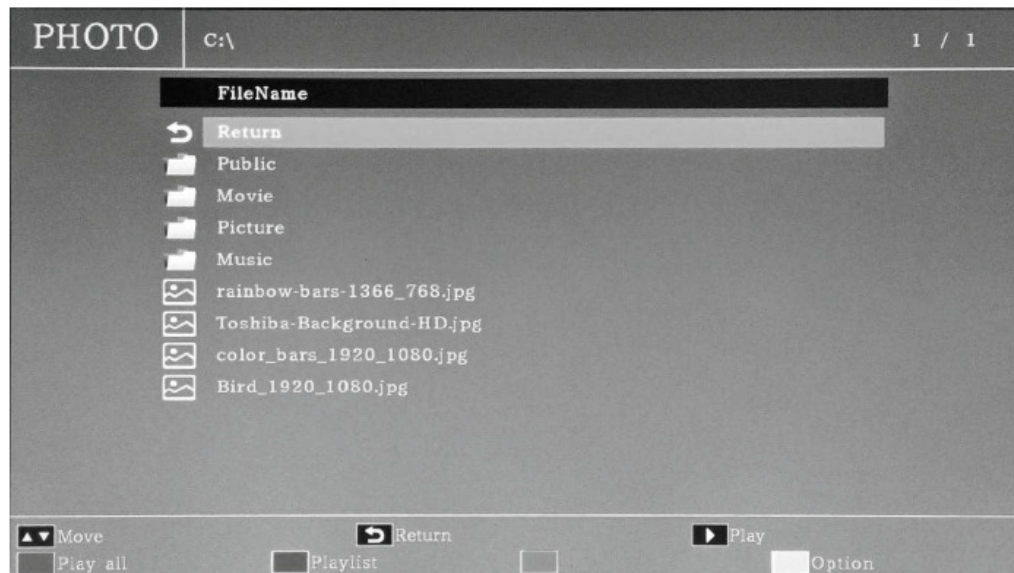 PHOTO C:\ 1 / 1
FileName
Return
Public
Movie
Picture
Music
rainbow-bars-1366_768.jpg
Toshiba-Background-HD.jpg
color_bars_1920_1080.jpg
Bird_1920_1080.jpg
Move Return Play
Play all Playlist Option